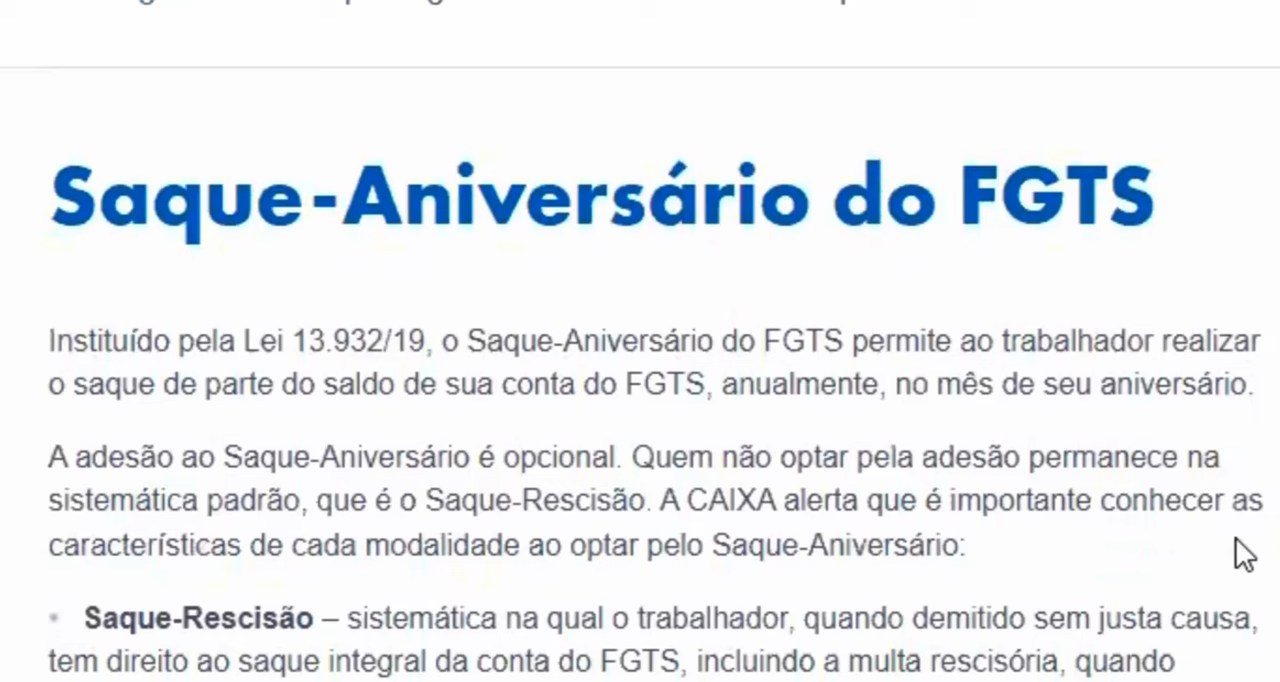 Saque-Aniversário do FGTS
Instituído pela Lei 13.932/19, o Saque-Aniversário do FGTS permite ao trabalhador realizar
o saque de parte do saldo de sua conta do FGTS, anualmente, no mês de seu aniversário.
A adesão ao Saque-Aniversário é opcional. Quem não optar pela adesão permanece na
sistemática padrão, que é o Saque-Rescisão. A CAIXA alerta que é importante conhecer as
características de cada modalidade ao optar pelo Saque-Aniversário:
• Saque-Rescisão – sistemática na qual o trabalhador, quando demitido sem justa causa,
tem direito ao saque integral da conta do FGTS, incluindo a multa rescisória, quando